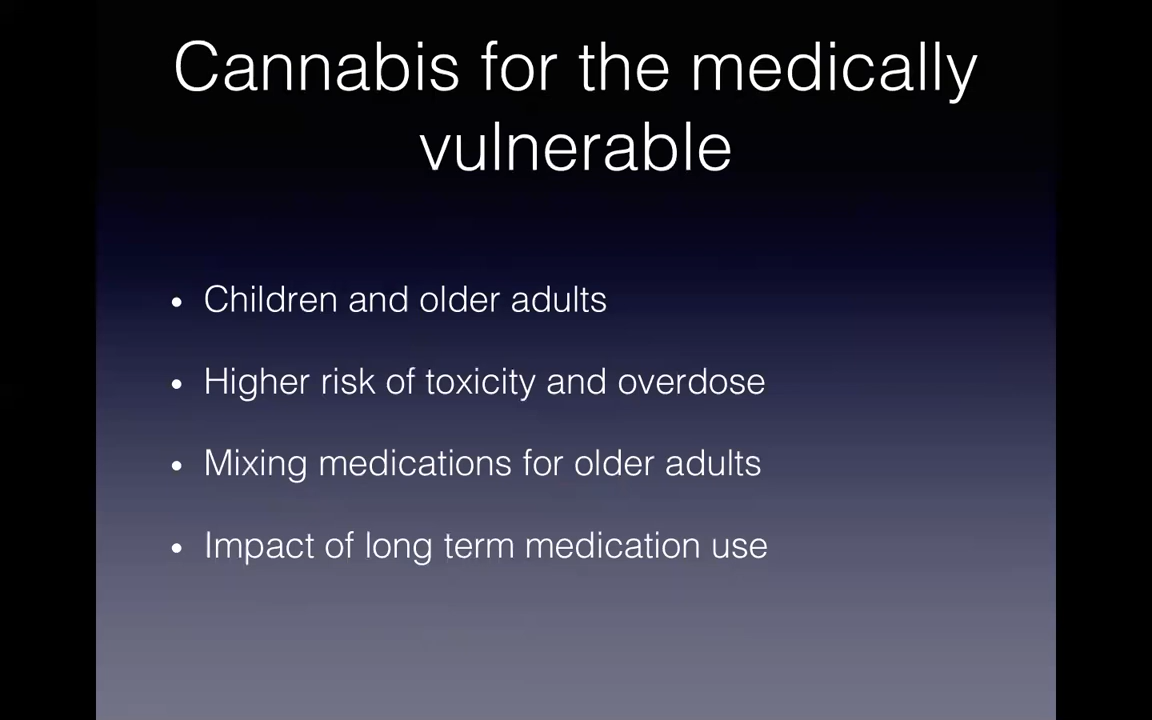 Cannabis for the medically
vulnerable
• Children and older adults
• Higher risk of toxicity and overdose
• Mixing medications for older adults
• Impact of long term medication use